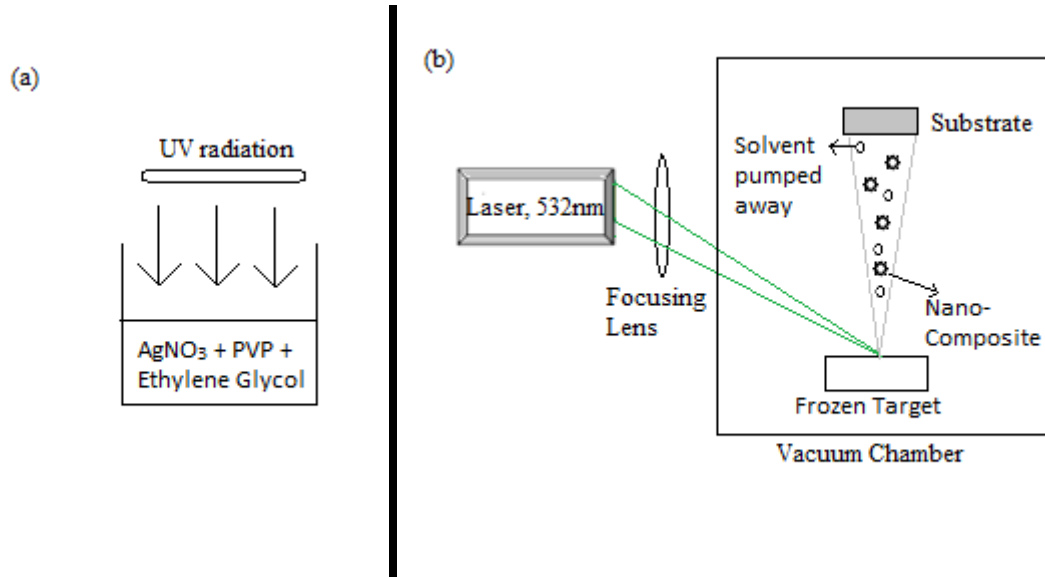 (a)
UV radiation
AgNO₃ + PVP +
Ethylene Glycol
(b)
Laser, 532nm
Focusing
Lens
Substrate
Solvent
pumped
away
Nano-
Composite
Frozen Target
Vacuum Chamber